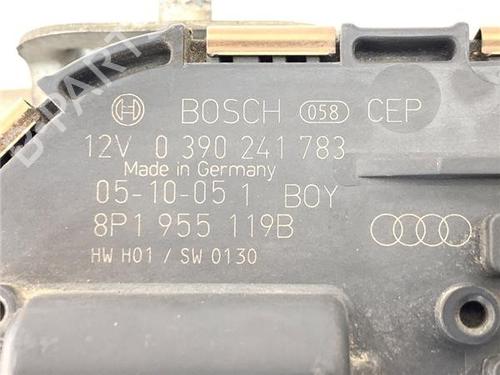 BOSCH 058 CEP
12V 0 390 241 783
Made in Germany
05-10-05 1 BOY
8P1 955 119B
HW H01 / SW 0130
B-PARTS